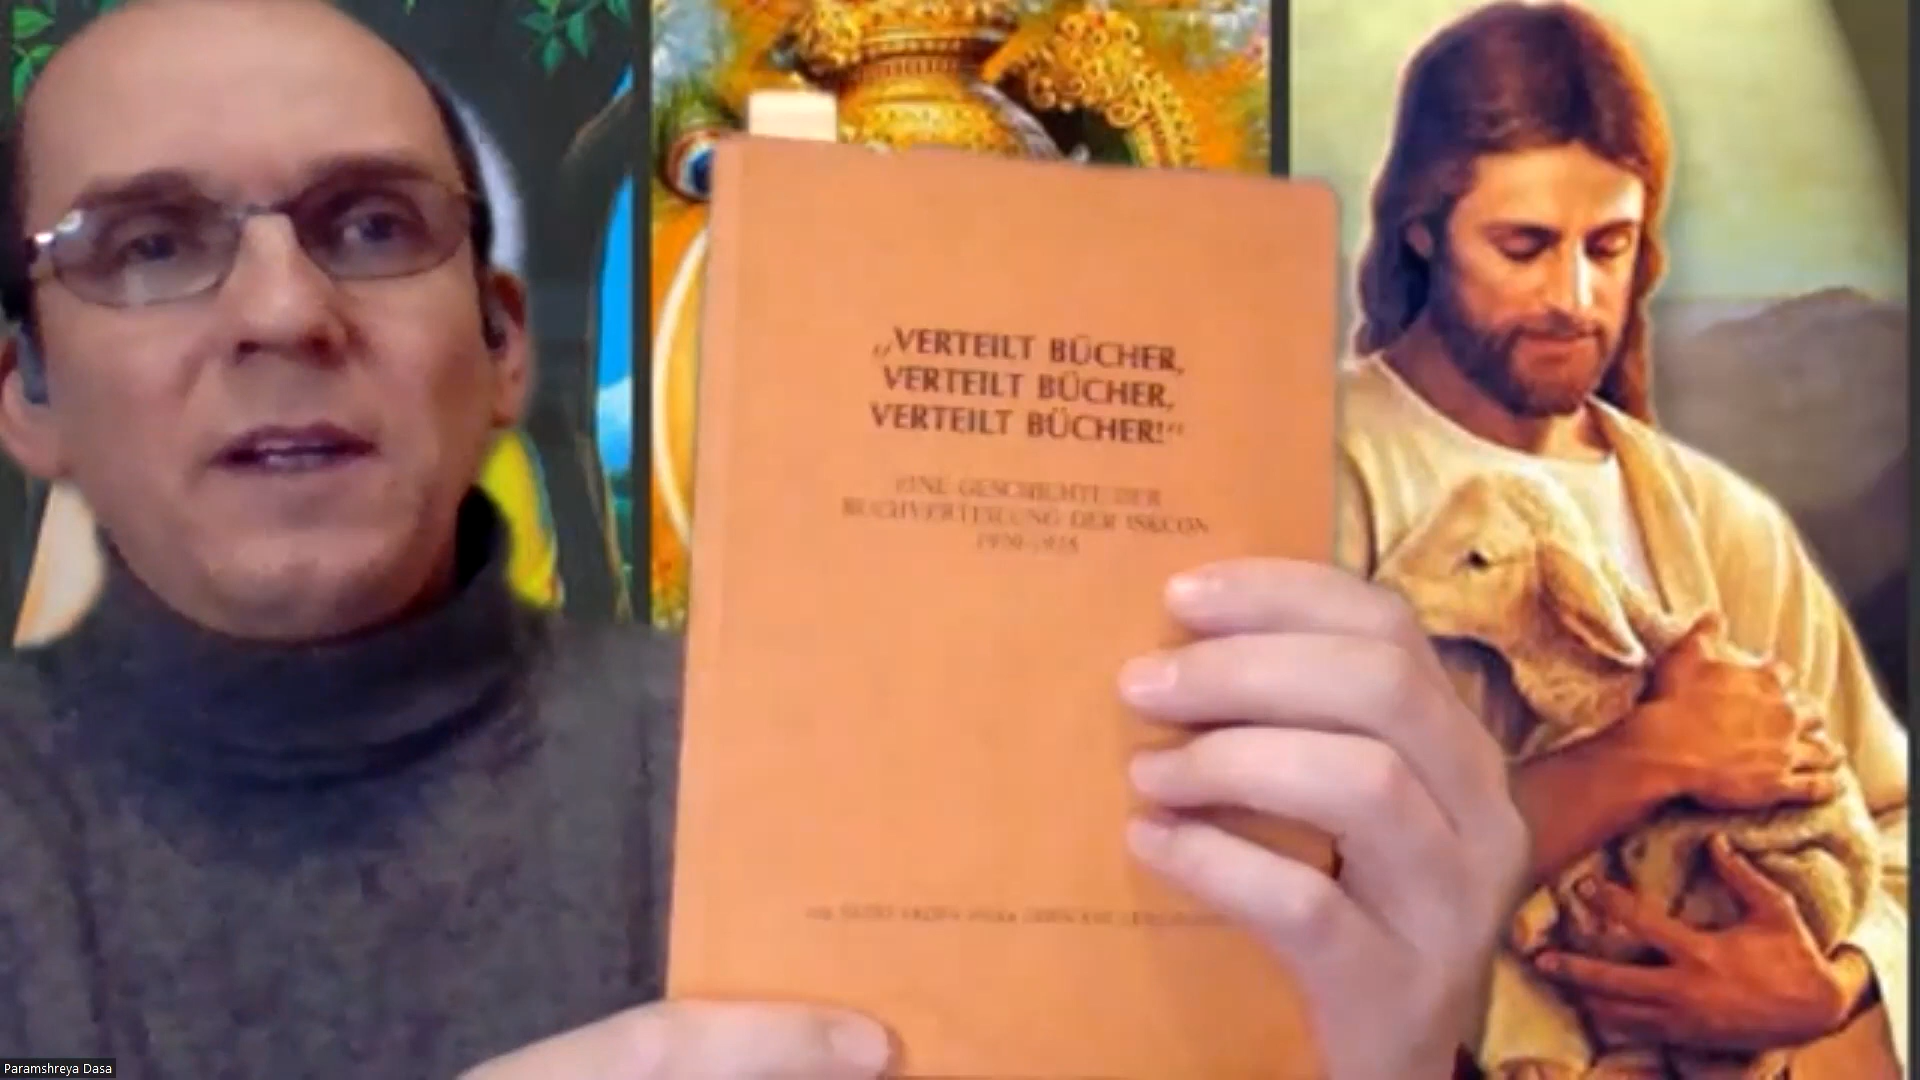 „VERTEILT BÜCHER,
VERTEILT BÜCHER,
VERTEILT BÜCHER!“
EINE GESCHICHTE DER
BUCHVERTEILUNG DER ISKCON
Paramshreya Dasa